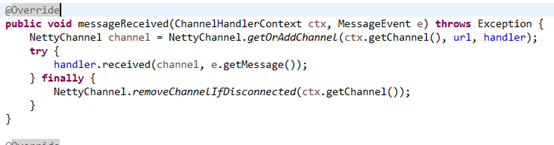 @Override
public void messageReceived(ChannelHandlerContext ctx, MessageEvent e) throws Exception {
    NettyChannel channel = NettyChannel.getOrAddChannel(ctx.getChannel(), url, handler);
    try {
        handler.received(channel, e.getMessage());
    } finally {
        NettyChannel.removeChannelIfDisconnected(ctx.getChannel());
    }
}
@Override